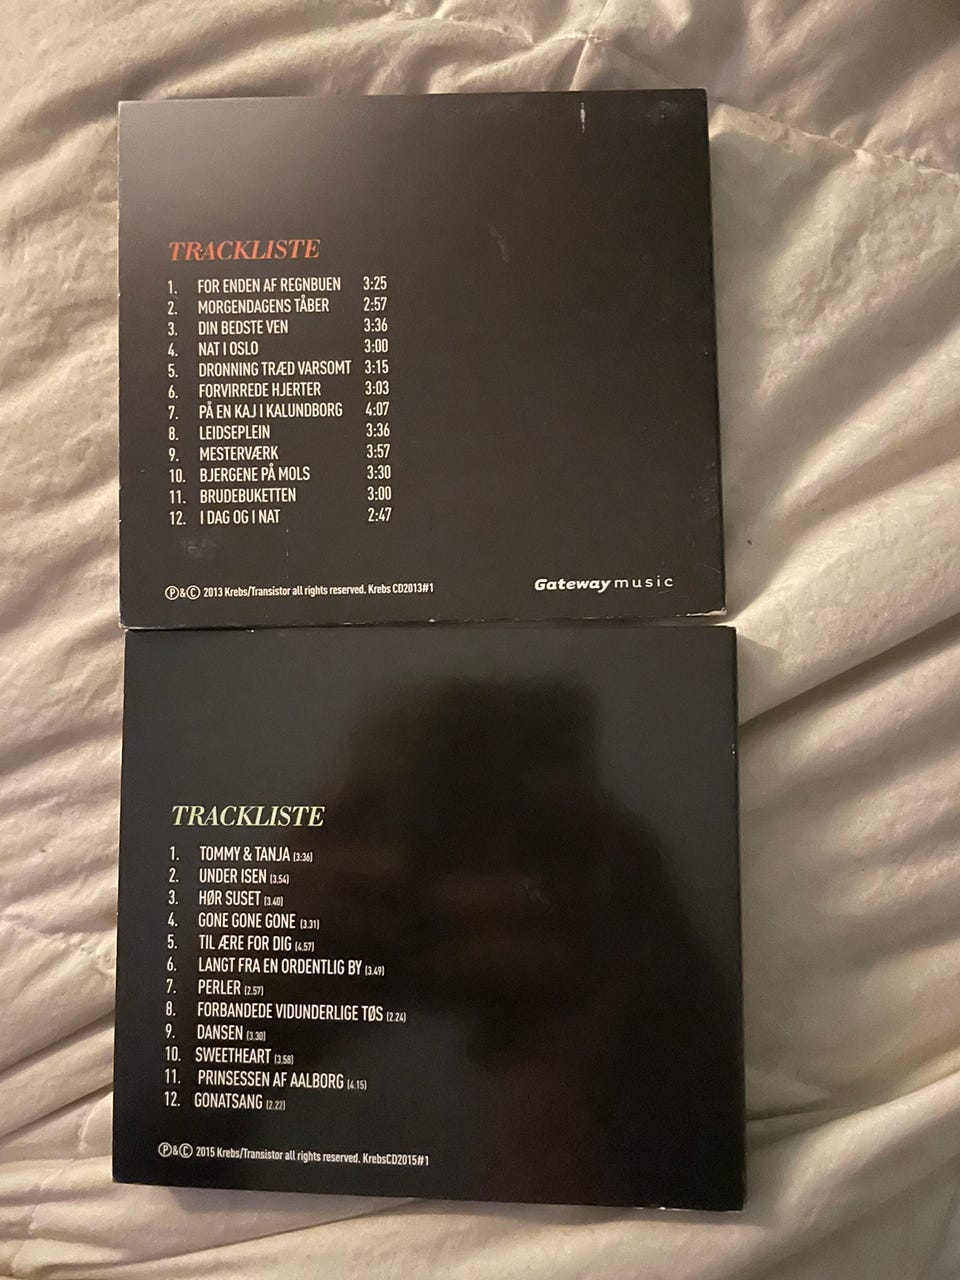 TRACKLISTE
1. FOR ENDEN AF REGNBUEN 3:25
2. MORGENDAGENS TÅBER 2:57
3. DIN BEDSTE VEN 3:36
4. NAT I OSLO 3:00
5. DRONNING TRÆD VARSOMT 3:15
6. FORVIRREDE HJERTER 3:03
7. PÅ EN KAJ I KALUNDBORG 4:07
8. LEIDSEPLEIN 3:36
9. MESTERVÆRK 3:57
10. BJERGENE PÅ MOLS 3:30
11. BRUDEBUKETTEN 3:00
12. I DAG OG I NAT 2:47
Ⓟ&Ⓒ 2013 Krebs/Transistor all rights reserved. Krebs CD2013#1
Gateway music
TRACKLISTE
1. TOMMY & TANJA (3:36)
2. UNDER ISEN (3.54)
3. HØR SUSET (3.40)
4. GONE GONE GONE (3.31)
5. TIL ÆRE FOR DIG (4.57)
6. LANGT FRA EN ORDENTLIG BY (3.49)
7. PERLER (2.57)
8. FORBANDEDE VIDUNDERLIGE TØS (2.24)
9. DANSEN (3.30)
10. SWEETHEART (3.58)
11. PRINSESSEN AF AALBORG (4.15)
12. GONATSANG (2.22)
Ⓟ&Ⓒ 2015 Krebs/Transistor all rights reserved. KrebsCD2015#1